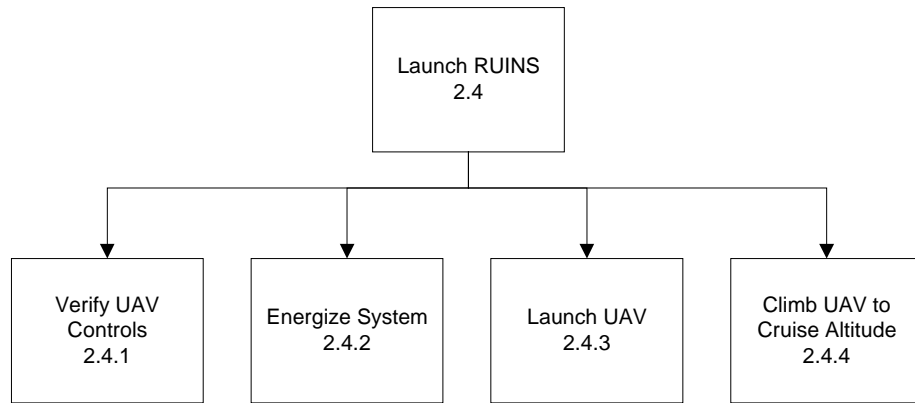 Launch RUINS
2.4
Verify UAV
Controls
2.4.1
Energize System
2.4.2
Launch UAV
2.4.3
Climb UAV to
Cruise Altitude
2.4.4